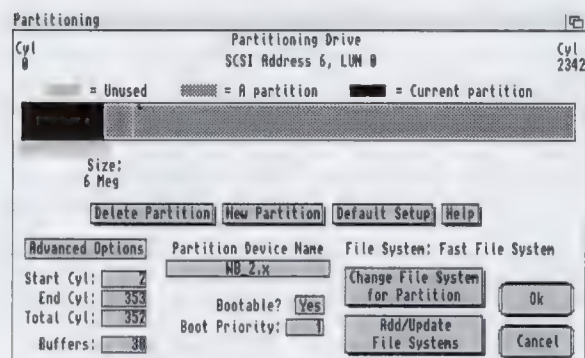 Partitioning
Partitioning Drive
SCSI Address 6, LUN 0
Cyl
0
Cyl
2342
= Unused
= A partition
= Current partition
Size:
6 Meg
Delete Partition
New Partition
Default Setup
Help
Advanced Options
Partition Device Name
File System: Fast File System
WB_2.x
Start Cyl: 2
End Cyl: 353
Total Cyl: 352
Buffers: 30
Bootable? Yes
Boot Priority: 1
Change File System
for Partition
Add/Update
File Systems
Ok
Cancel